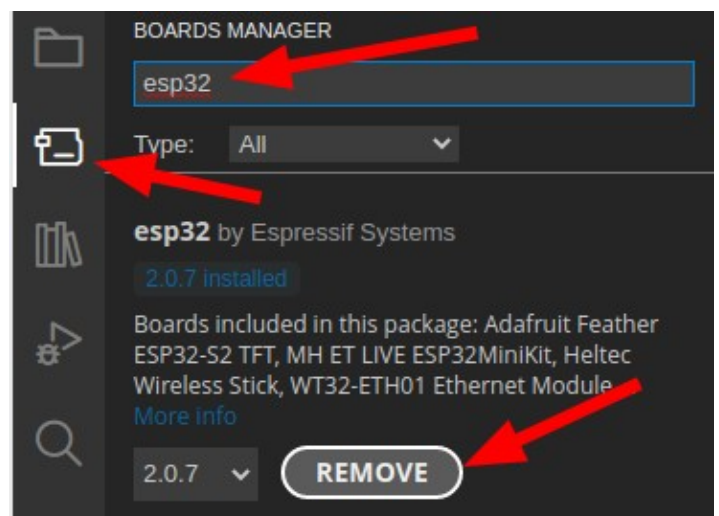 BOARDS MANAGER
esp32
Type: All
esp32 by Espressif Systems
2.0.7 installed
Boards included in this package: Adafruit Feather
ESP32-S2 TFT, MH ET LIVE ESP32MiniKit, Heltec
Wireless Stick, WT32-ETH01 Ethernet Module
More info
2.0.7 REMOVE